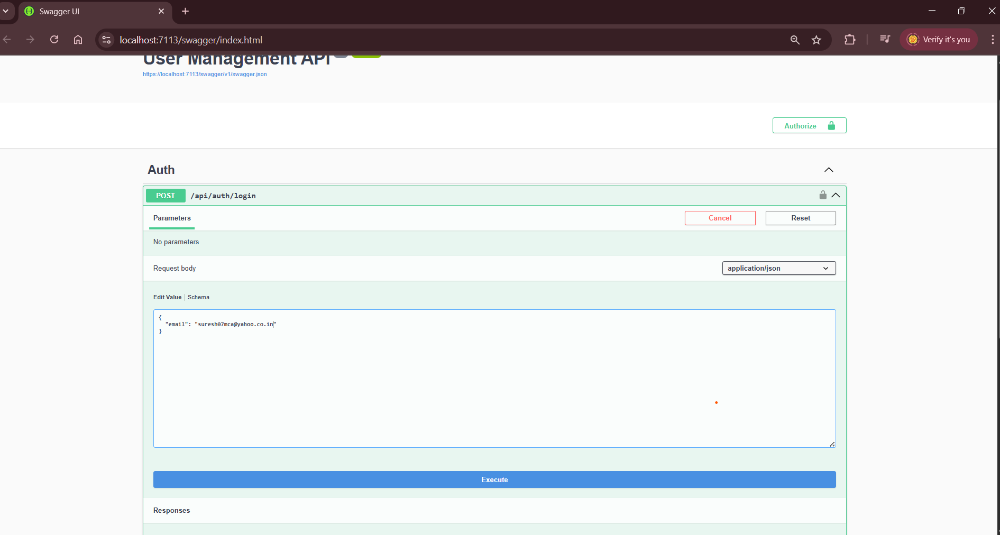 Swagger UI
localhost:7113/swagger/index.html
Verify it's you
User Management API
https://localhost:7113/swagger/v1/swagger.json
Authorize
Auth
POST /api/auth/login
Parameters
Cancel
Reset
No parameters
Request body
application/json
Edit Value
Schema
{
"email": "suresh07mca@yahoo.co.in"
}
Execute
Responses